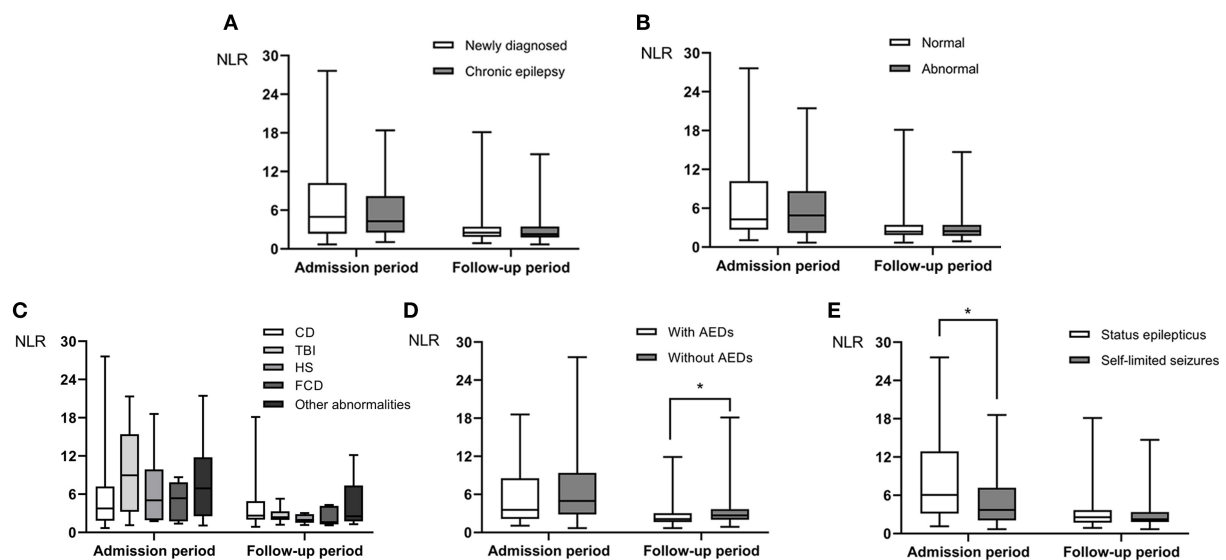 A
NLR
30
24
18
12
6
0
Newly diagnosed
Chronic epilepsy
Admission period
Follow-up period
B
NLR
30
24
18
12
6
0
Normal
Abnormal
Admission period
Follow-up period
C
NLR
30
24
18
12
6
0
CD
TBI
HS
FCD
Other abnormalities
Admission period
Follow-up period
D
NLR
30
24
18
12
6
0
With AEDs
Without AEDs
*
Admission period
Follow-up period
E
NLR
30
24
18
12
6
0
*
Status epilepticus
Self-limited seizures
Admission period
Follow-up period